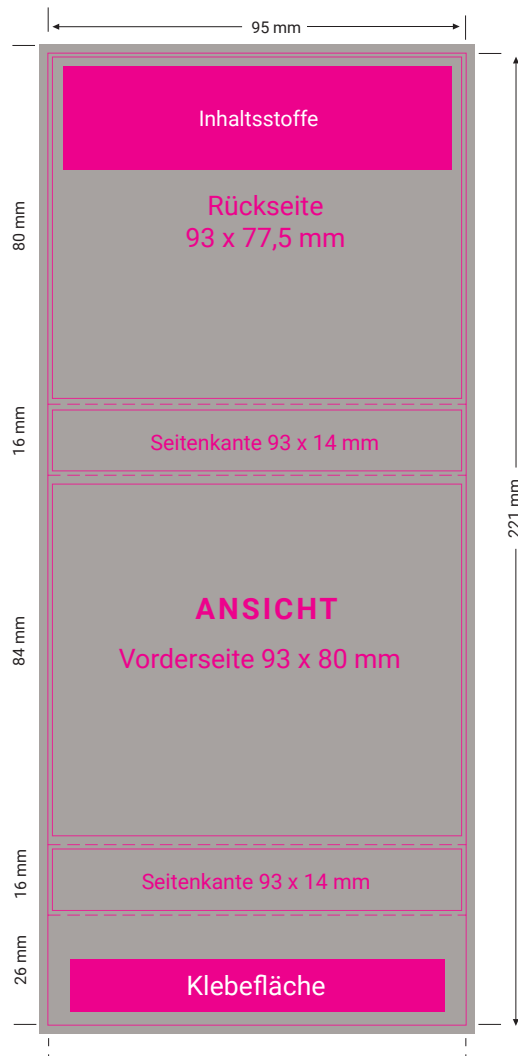 95 mm
Inhaltsstoffe
Rückseite
93 x 77,5 mm
80 mm
16 mm
Seitenkante 93 x 14 mm
221 mm
ANSICHT
Vorderseite 93 x 80 mm
84 mm
16 mm
Seitenkante 93 x 14 mm
26 mm
Klebefläche